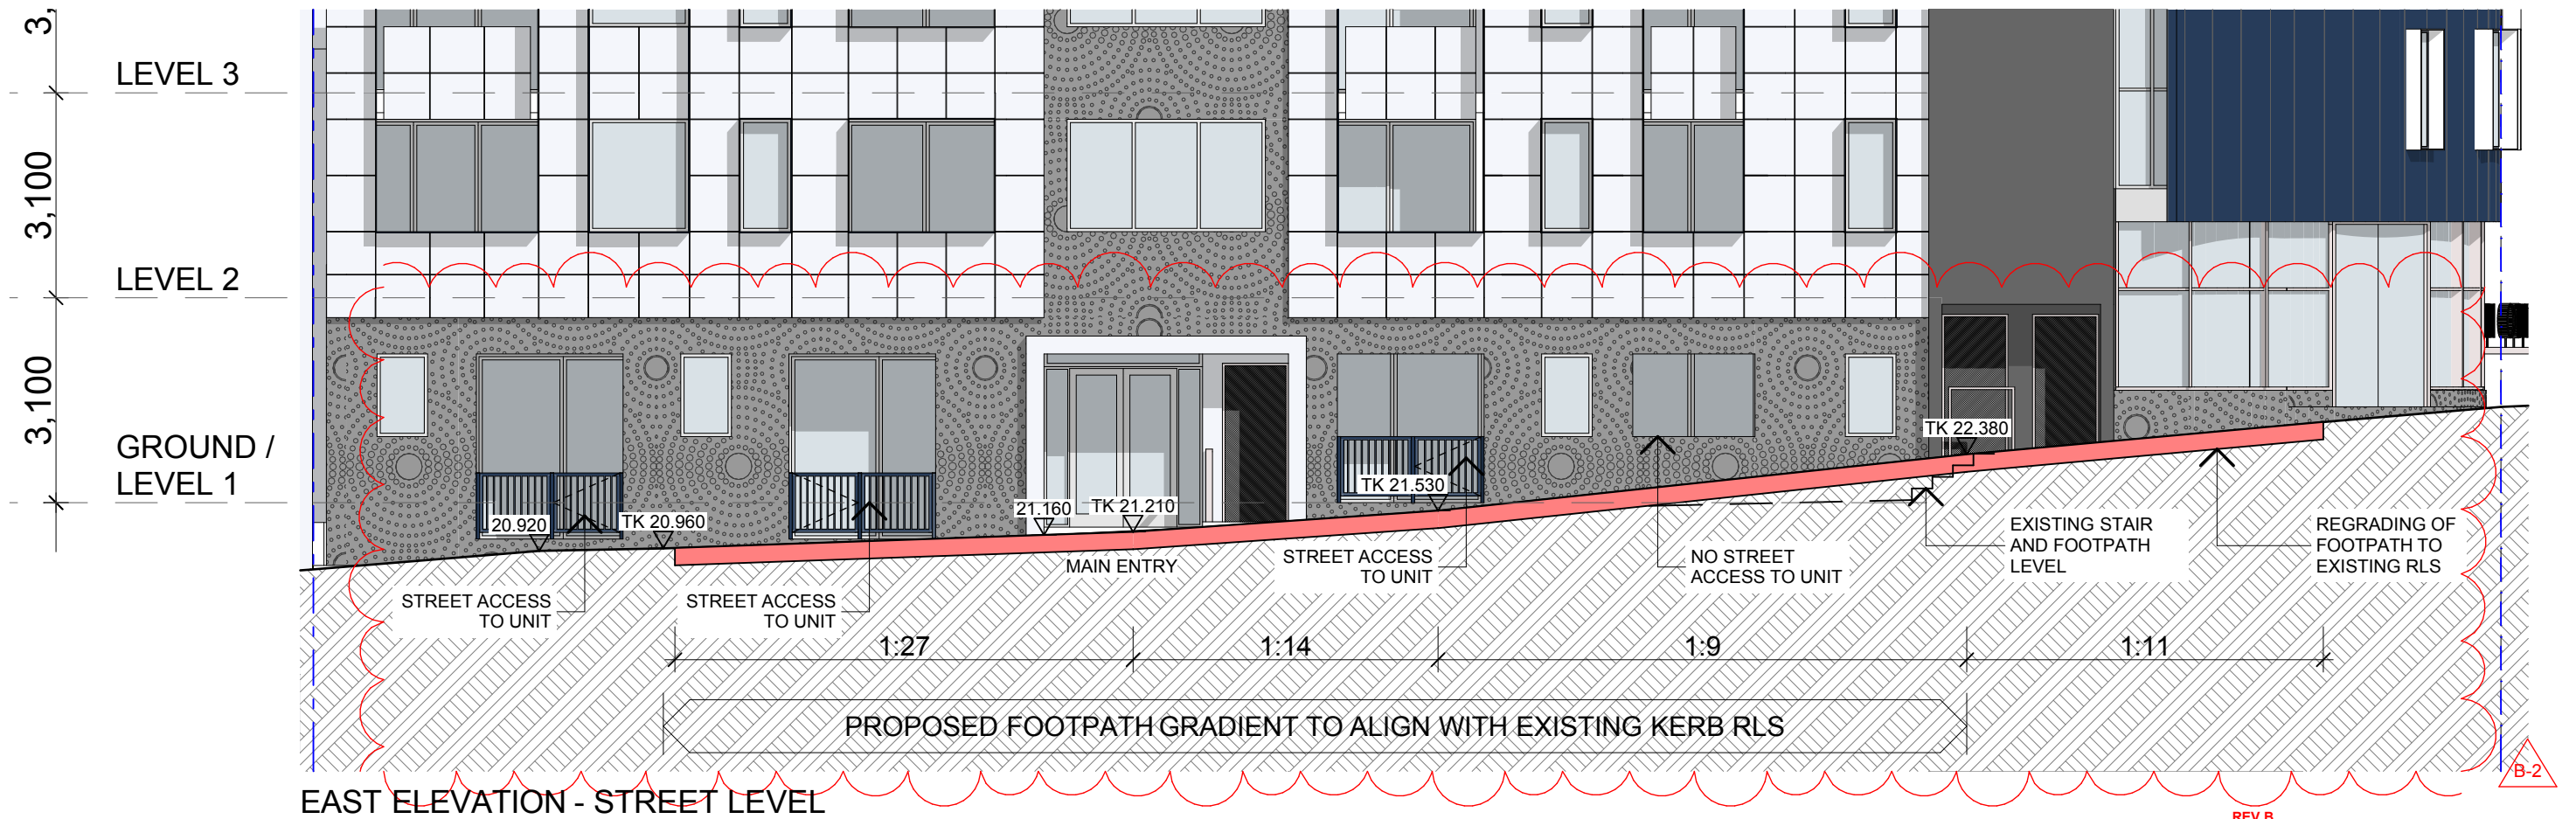 3,
LEVEL 3
3,100
LEVEL 2
3,100
GROUND /
LEVEL 1
20.920
TK 20.960
21.160
TK 21.210
TK 21.530
TK 22.380
MAIN ENTRY
STREET ACCESS
TO UNIT
STREET ACCESS
TO UNIT
STREET ACCESS
TO UNIT
NO STREET
ACCESS TO UNIT
EXISTING STAIR
AND FOOTPATH
LEVEL
REGRADING OF
FOOTPATH TO
EXISTING RLS
1:27
1:14
1:9
1:11
PROPOSED FOOTPATH GRADIENT TO ALIGN WITH EXISTING KERB RLS
B-2
EAST ELEVATION - STREET LEVEL
REV B